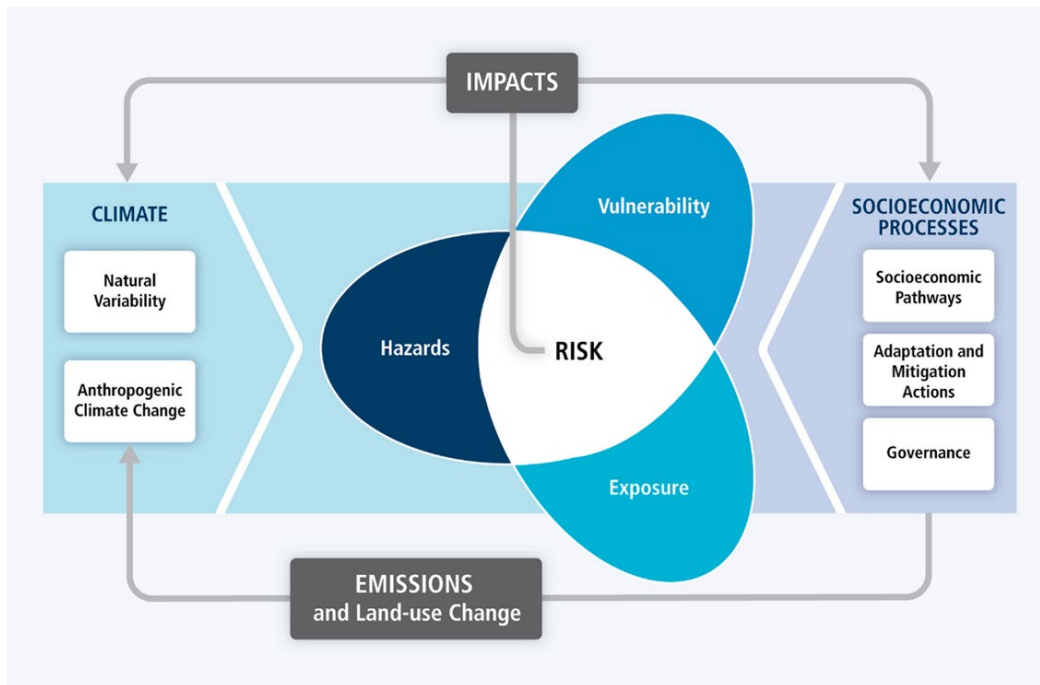 IMPACTS
CLIMATE
Natural
Variability
Anthropogenic
Climate Change
Hazards
Vulnerability
RISK
Exposure
SOCIOECONOMIC
PROCESSES
Socioeconomic
Pathways
Adaptation and
Mitigation
Actions
Governance
EMISSIONS
and Land-use Change